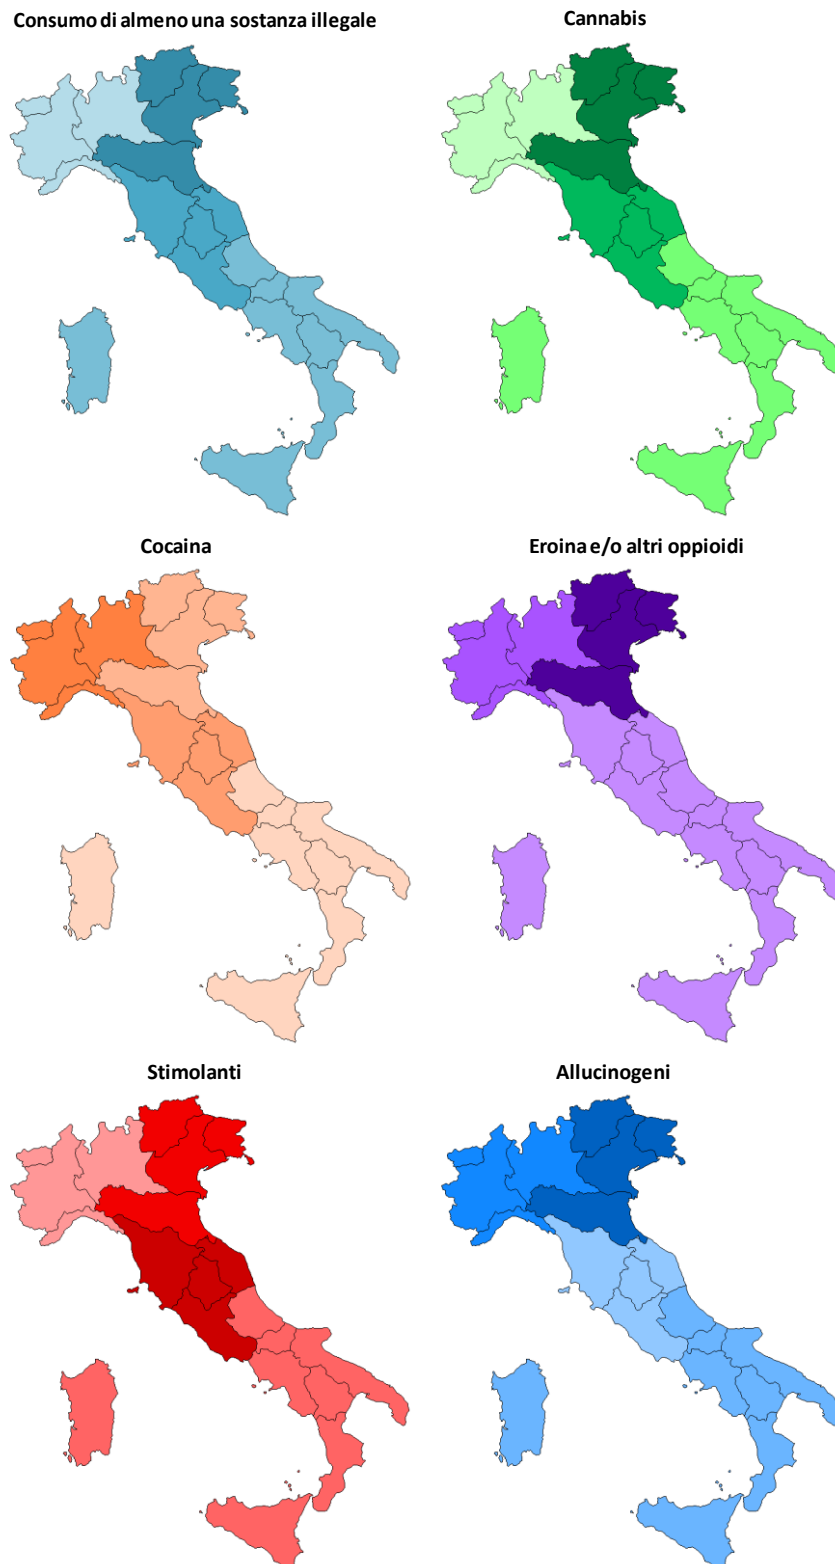 Consumo di almeno una sostanza illegale
Cannabis
Cocaina
Eroina e/o altri oppioidi
Stimolanti
Allucinogeni